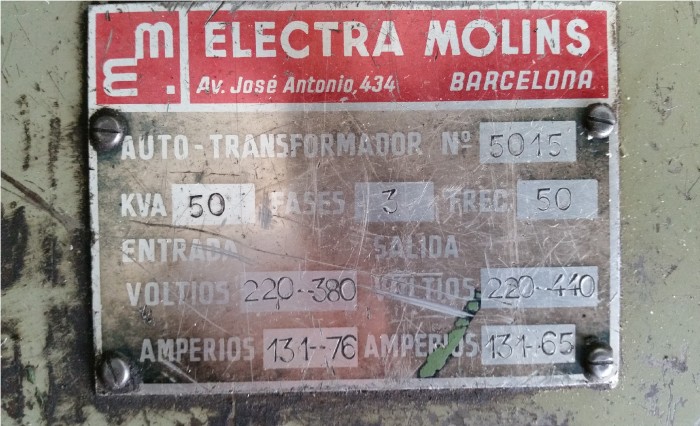 mm. ELECTRA MOLINS
Av. José Antonio, 434 BARCELONA
AUTO-TRANSFORMADOR Nº 5015
KVA 50 FASES 3 FREC. 50
ENTRADA SALIDA
VOLTIOS 220-380 VOLTIOS 220-440
AMPERIOS 131-76 AMPERIOS 131-65